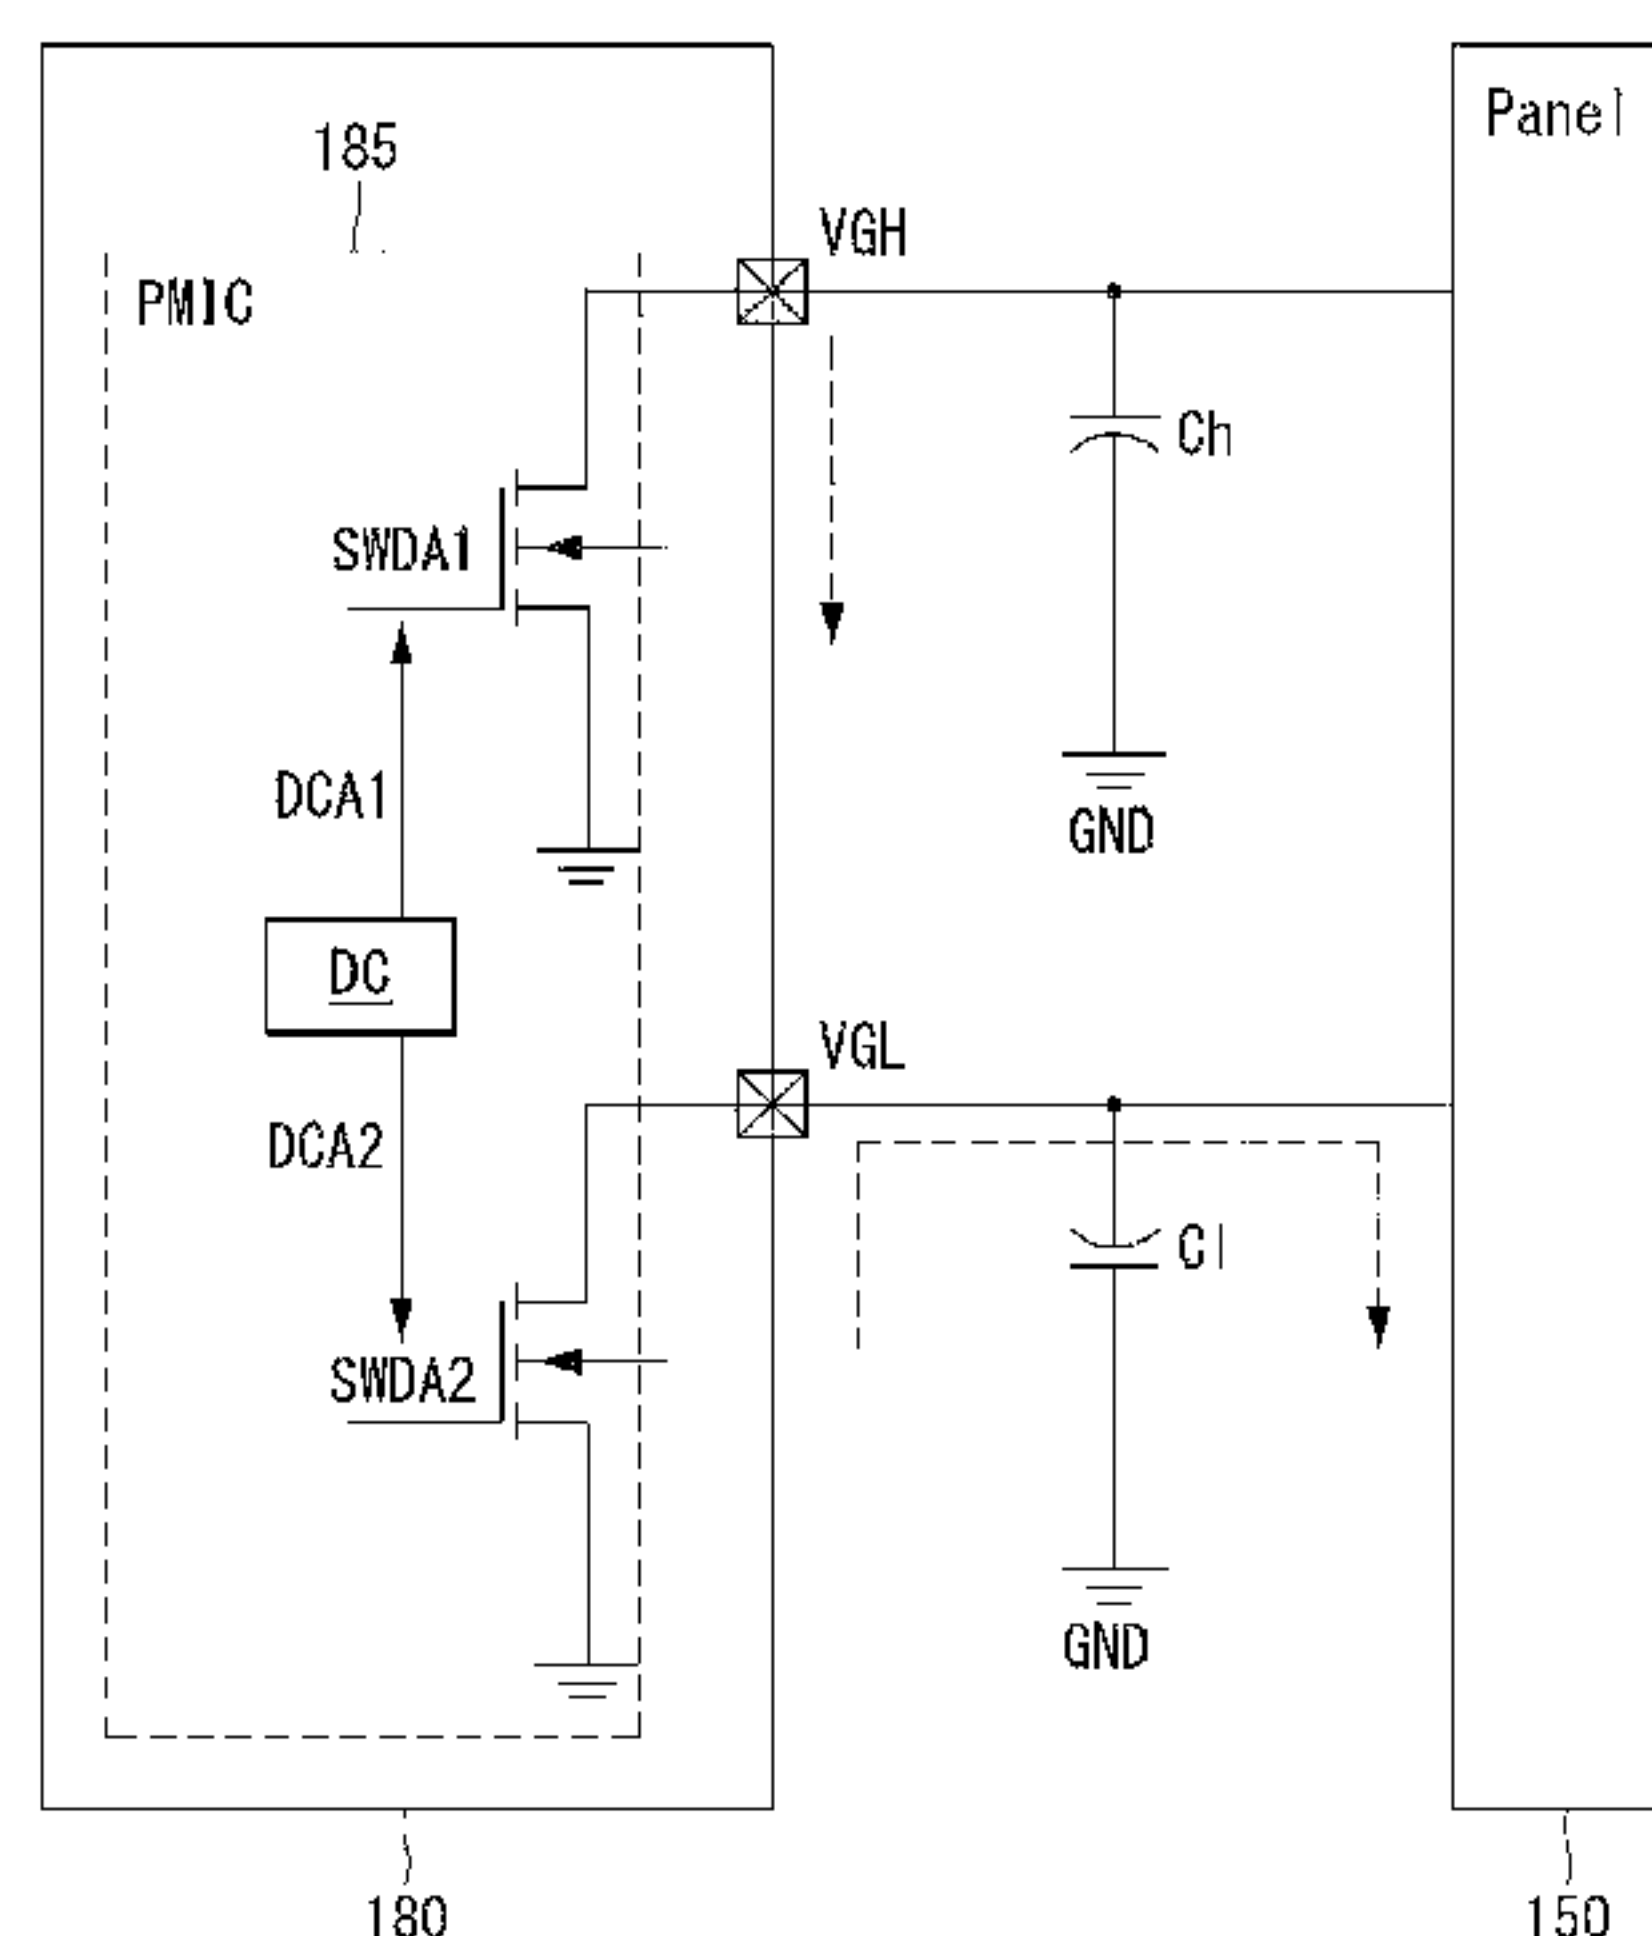 185
Panel
VGH
PMIC
Ch
SWDA1
DCA1
GND
DC
VGL
DCA2
Cl
SWDA2
GND
180
150